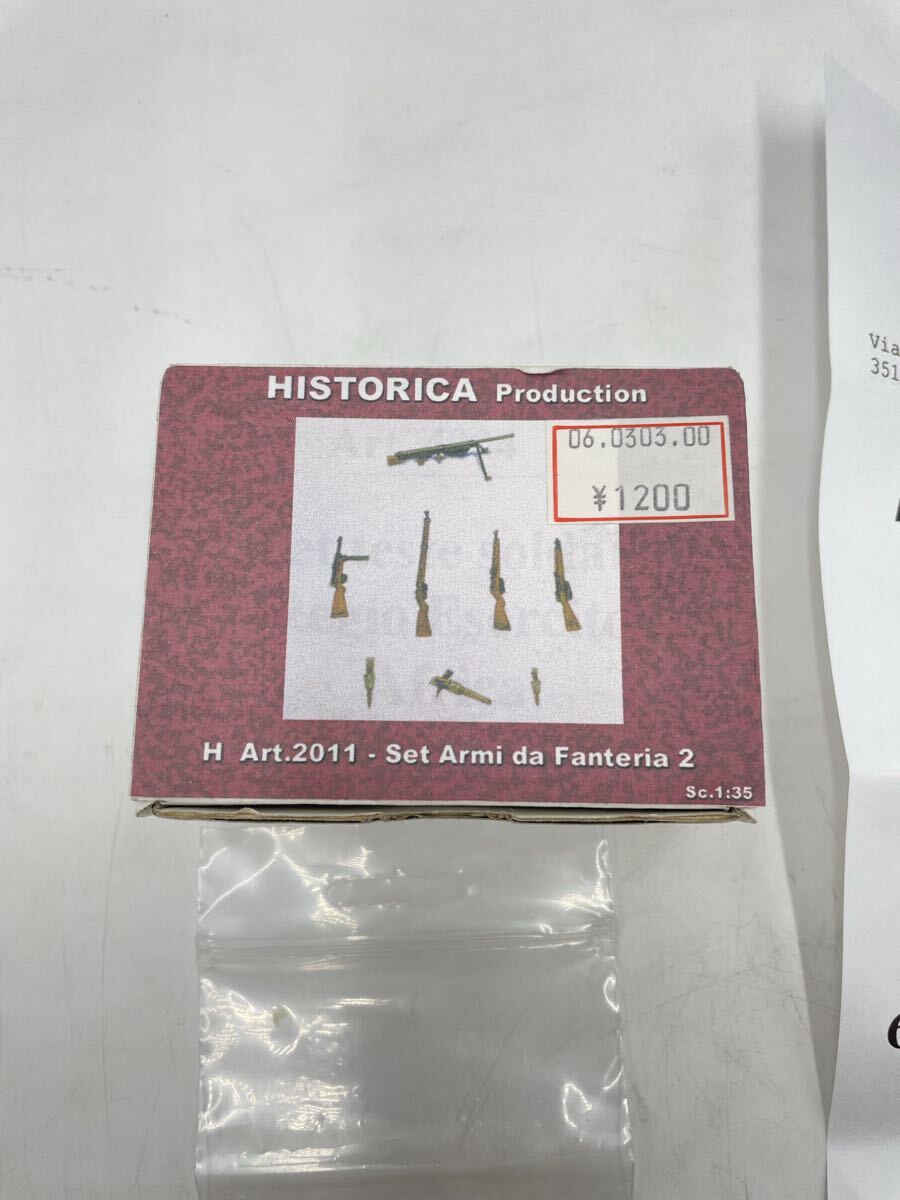 HISTORICA Production
06.0303.00
¥1200
H Art.2011 - Set Armi da Fanteria 2
Sc.1:35
Via
351